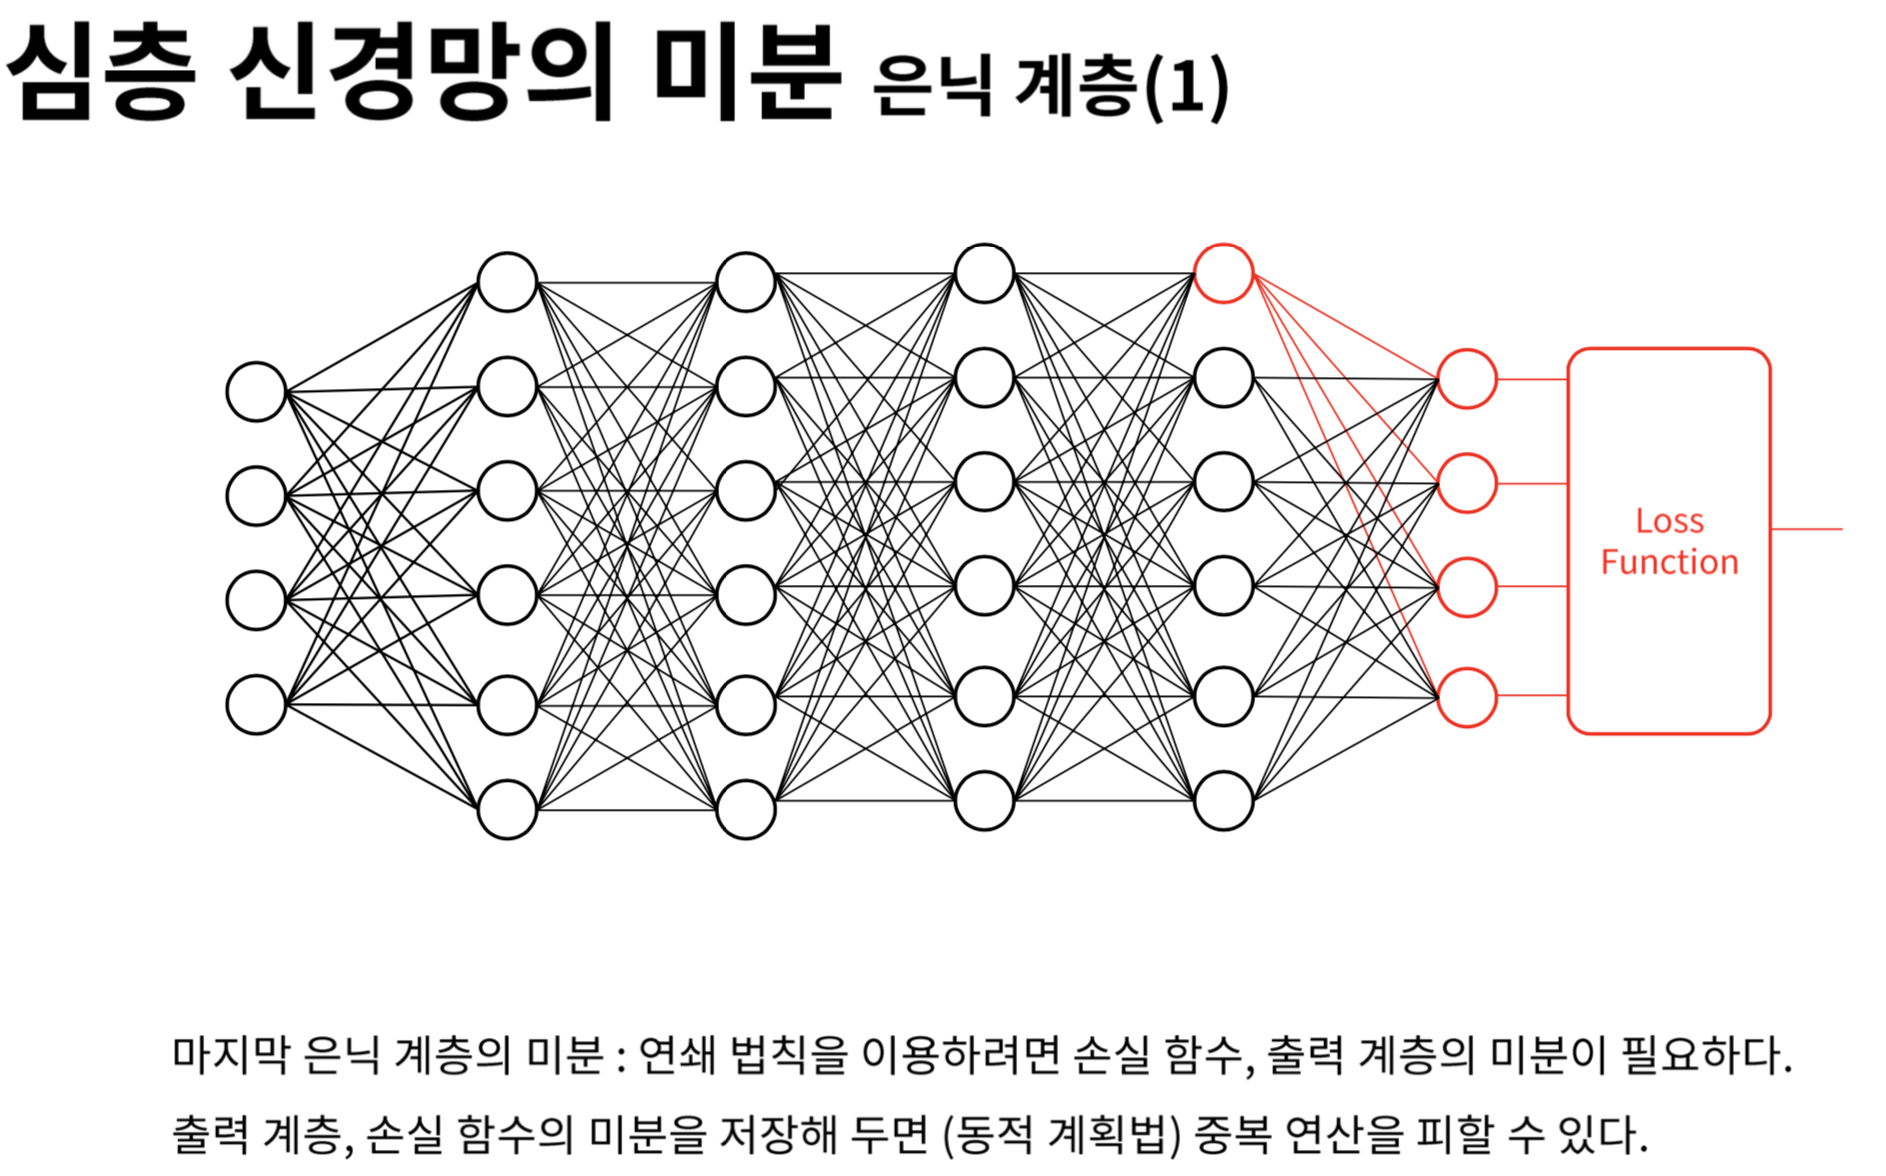 심층 신경망의 미분 은닉 계층(1)
Loss
Function
마지막 은닉 계층의 미분 : 연쇄 법칙을 이용하려면 손실 함수, 출력 계층의 미분이 필요하다.
출력 계층, 손실 함수의 미분을 저장해 두면 (동적 계획법) 중복 연산을 피할 수 있다.